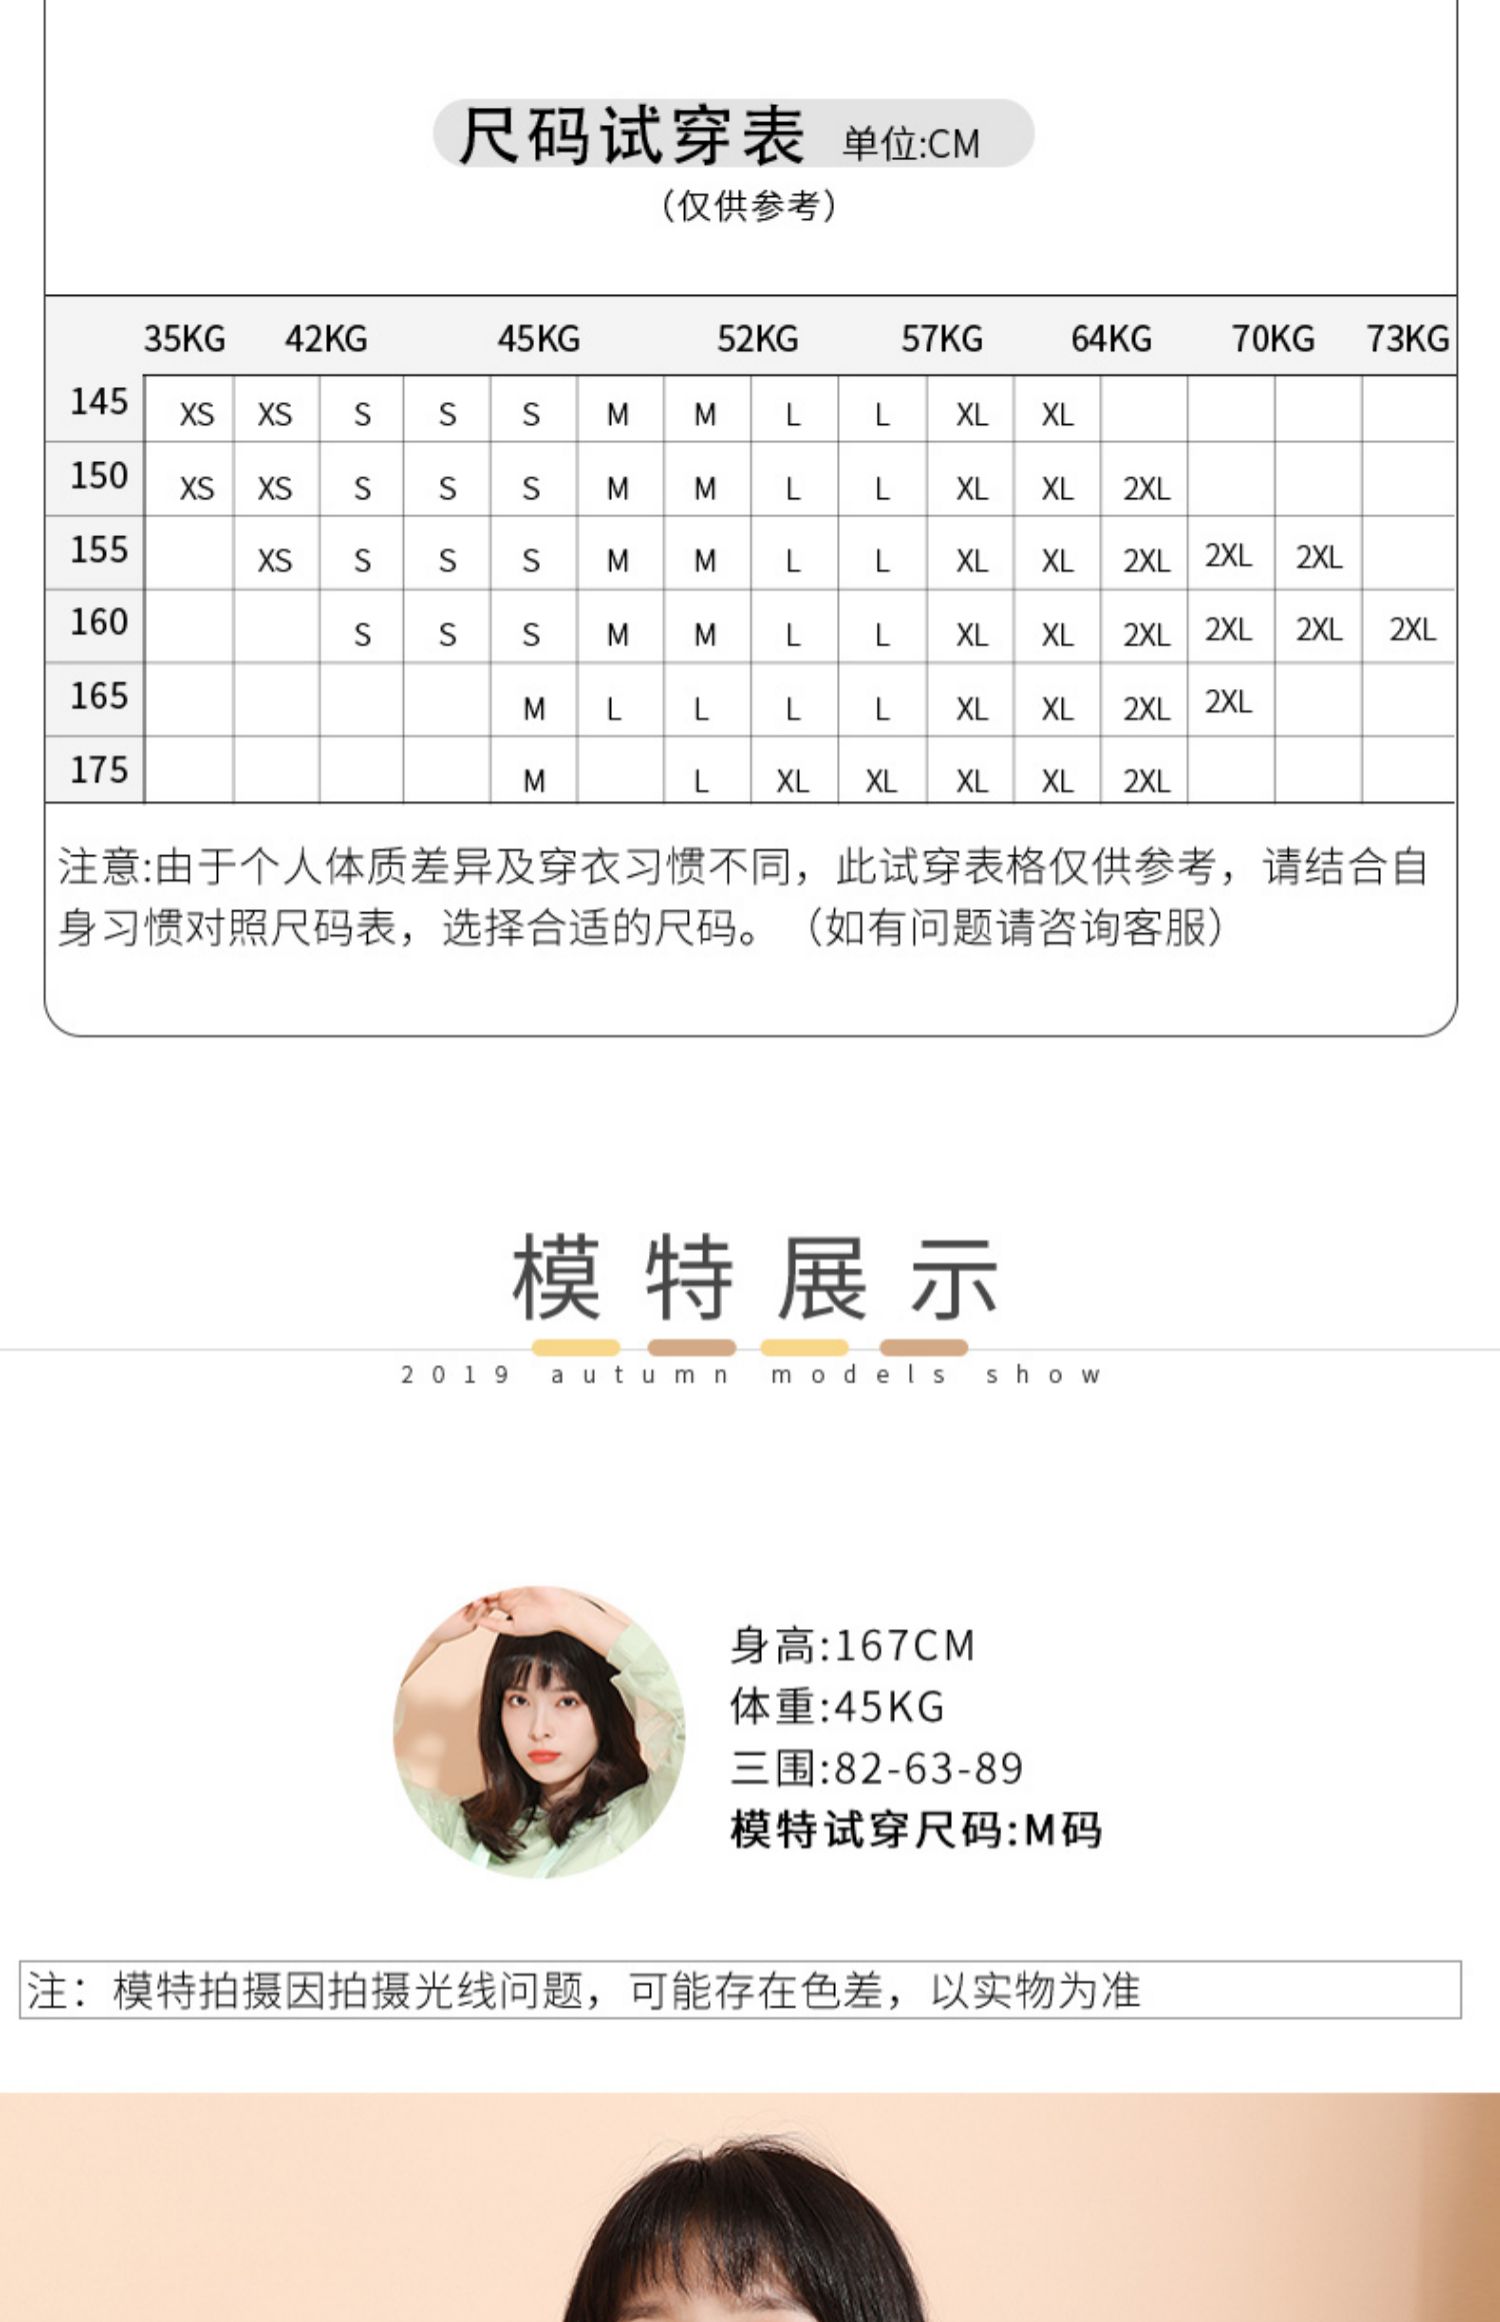 尺码试穿表 单位:CM
（仅供参考）
35KG 42KG 45KG 52KG 57KG 64KG 70KG 73KG
145 XS XS S S S M M L L XL XL
150 XS XS S S S M M L L XL XL 2XL
155 XS S S S M M L L XL XL 2XL 2XL 2XL
160 S S S M M L L XL XL 2XL 2XL 2XL 2XL
165 M L L L L XL XL 2XL 2XL
175 M L XL XL XL XL 2XL
注意:由于个人体质差异及穿衣习惯不同，此试穿表格仅供参考，请结合自
身习惯对照尺码表，选择合适的尺码。（如有问题请咨询客服）
模特展示
2019 autumn models show
身高:167CM
体重:45KG
三围:82-63-89
模特试穿尺码:M码
注：模特拍摄因拍摄光线问题，可能存在色差，以实物为准